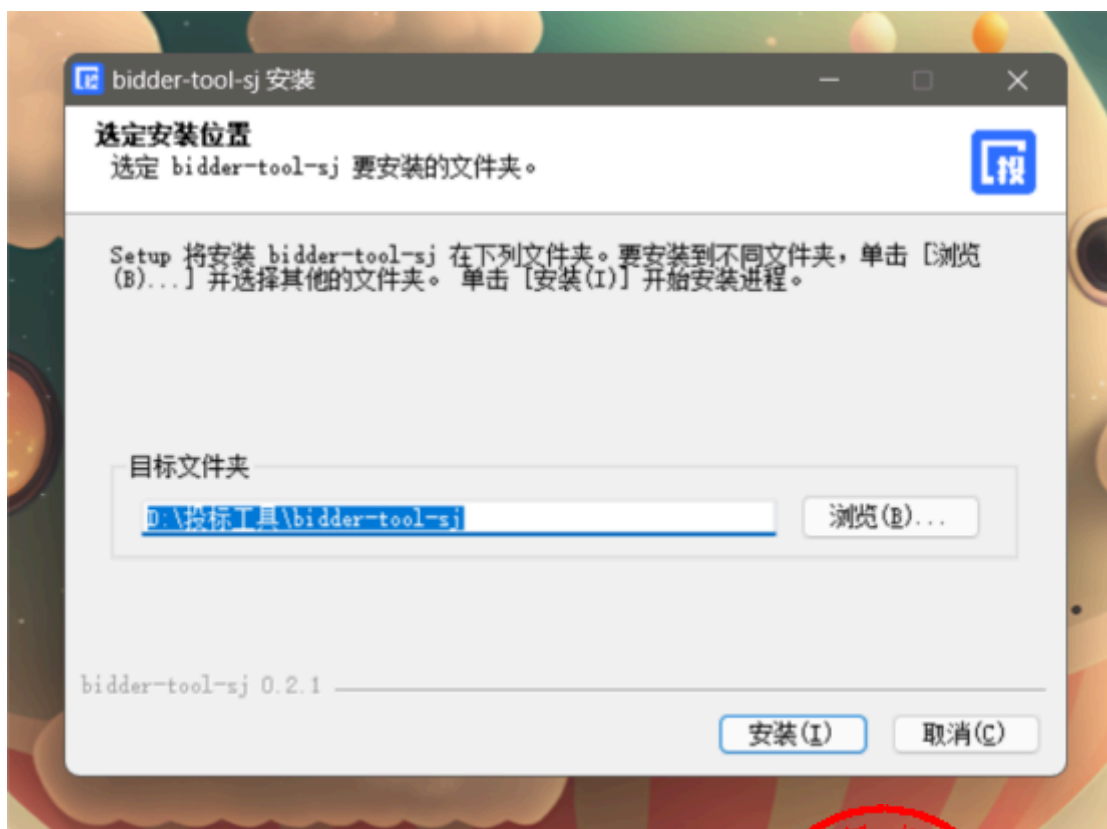 投 bidder-tool-sj 安装
选定安装位置
选定 bidder-tool-sj 要安装的文件夹。
投
Setup 将安装 bidder-tool-sj 在下列文件夹。要安装到不同文件夹，单击 [浏览
(B)...] 并选择其他的文件夹。 单击 [安装(I)] 开始安装进程。
目标文件夹
D:\投标工具\bidder-tool-sj
浏览(B)...
bidder-tool-sj 0.2.1
安装(I)
取消(C)